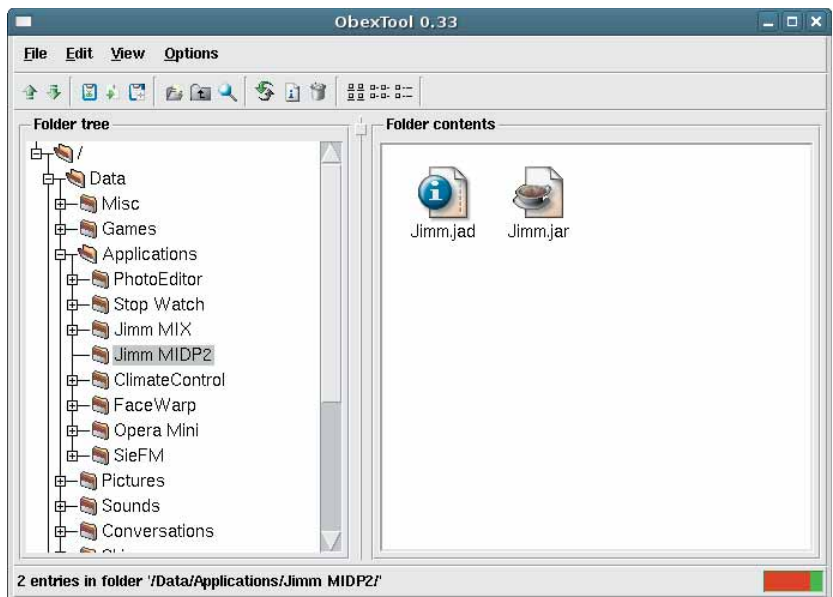 ObexTool 0.33
File Edit View Options
Folder tree
/
Data
Misc
Games
Applications
PhotoEditor
Stop Watch
Jimm MIX
Jimm MIDP2
ClimateControl
FaceWarp
Opera Mini
SieFM
Pictures
Sounds
Conversations
Folder contents
Jimm.jad Jimm.jar
2 entries in folder '/Data/Applications/Jimm MIDP2/'